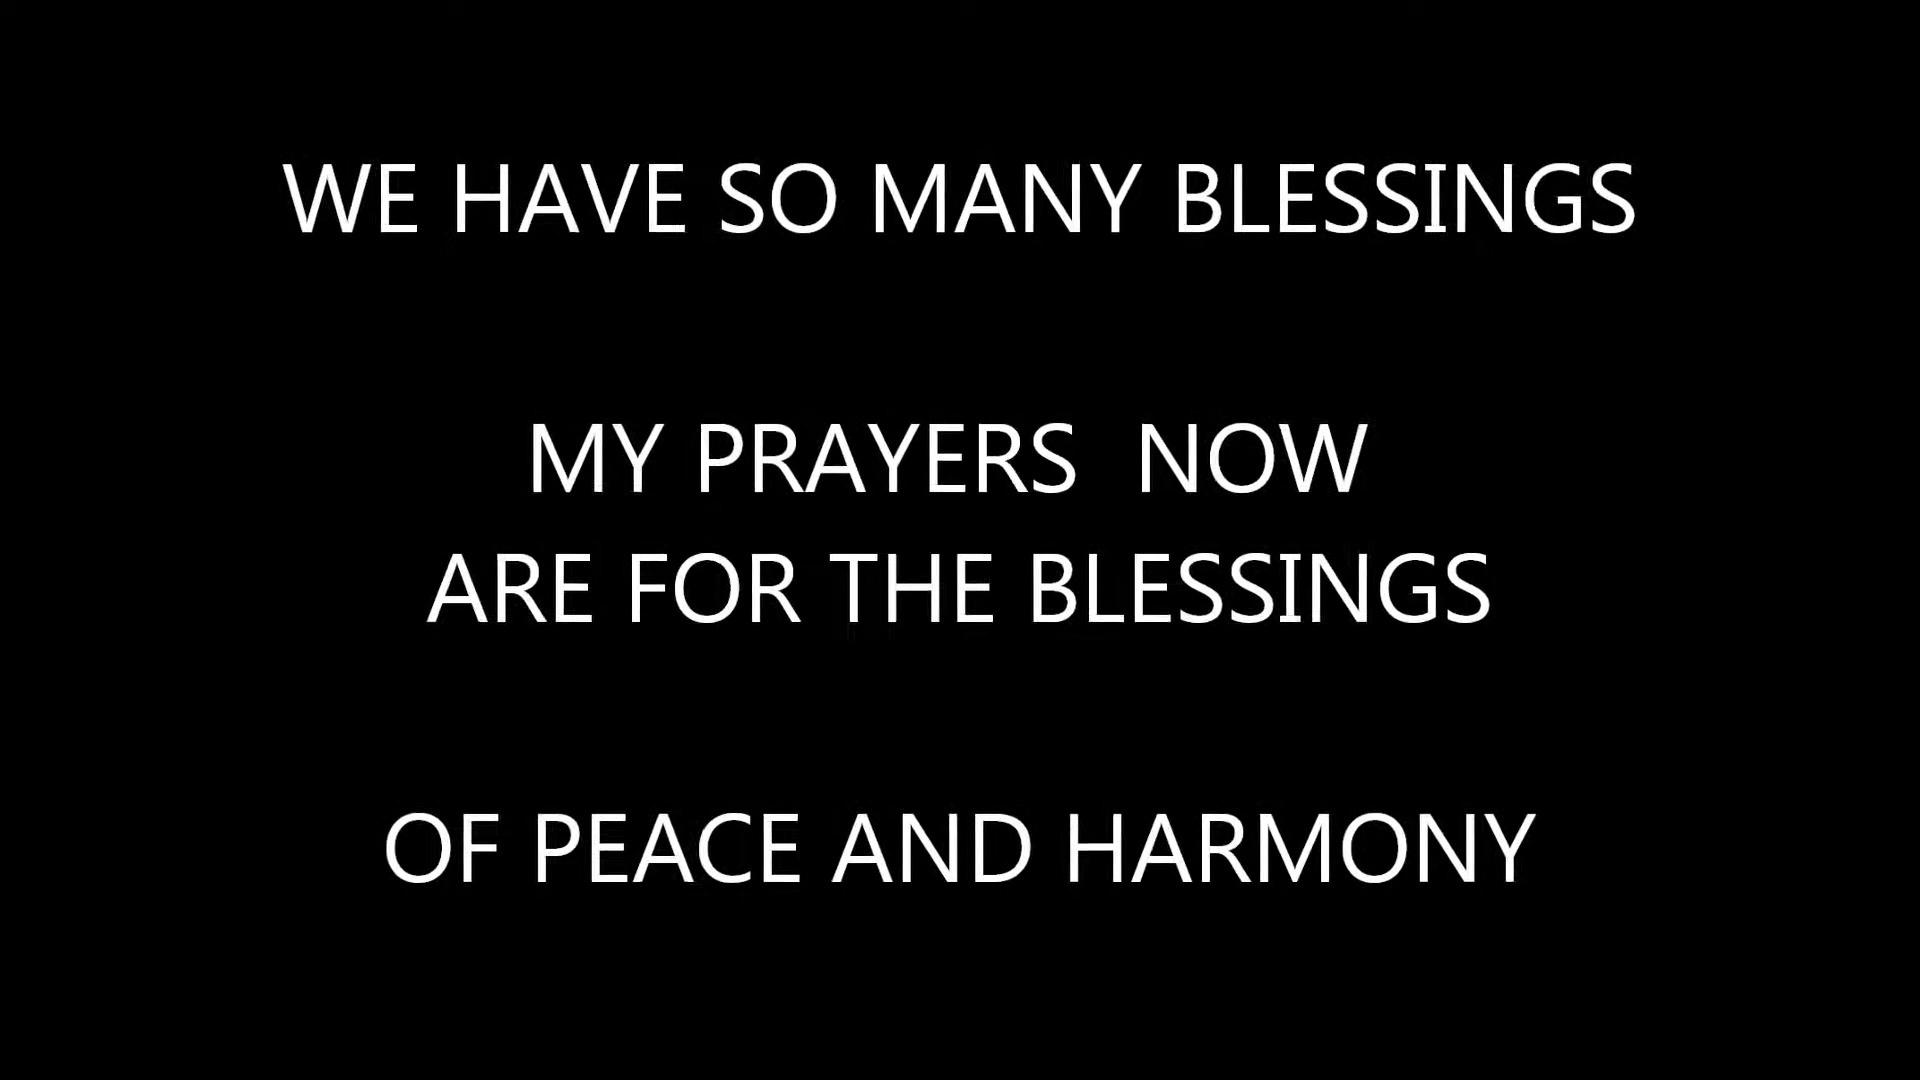 WE HAVE SO MANY BLESSINGS
MY PRAYERS  NOW
ARE FOR THE BLESSINGS
OF PEACE AND HARMONY